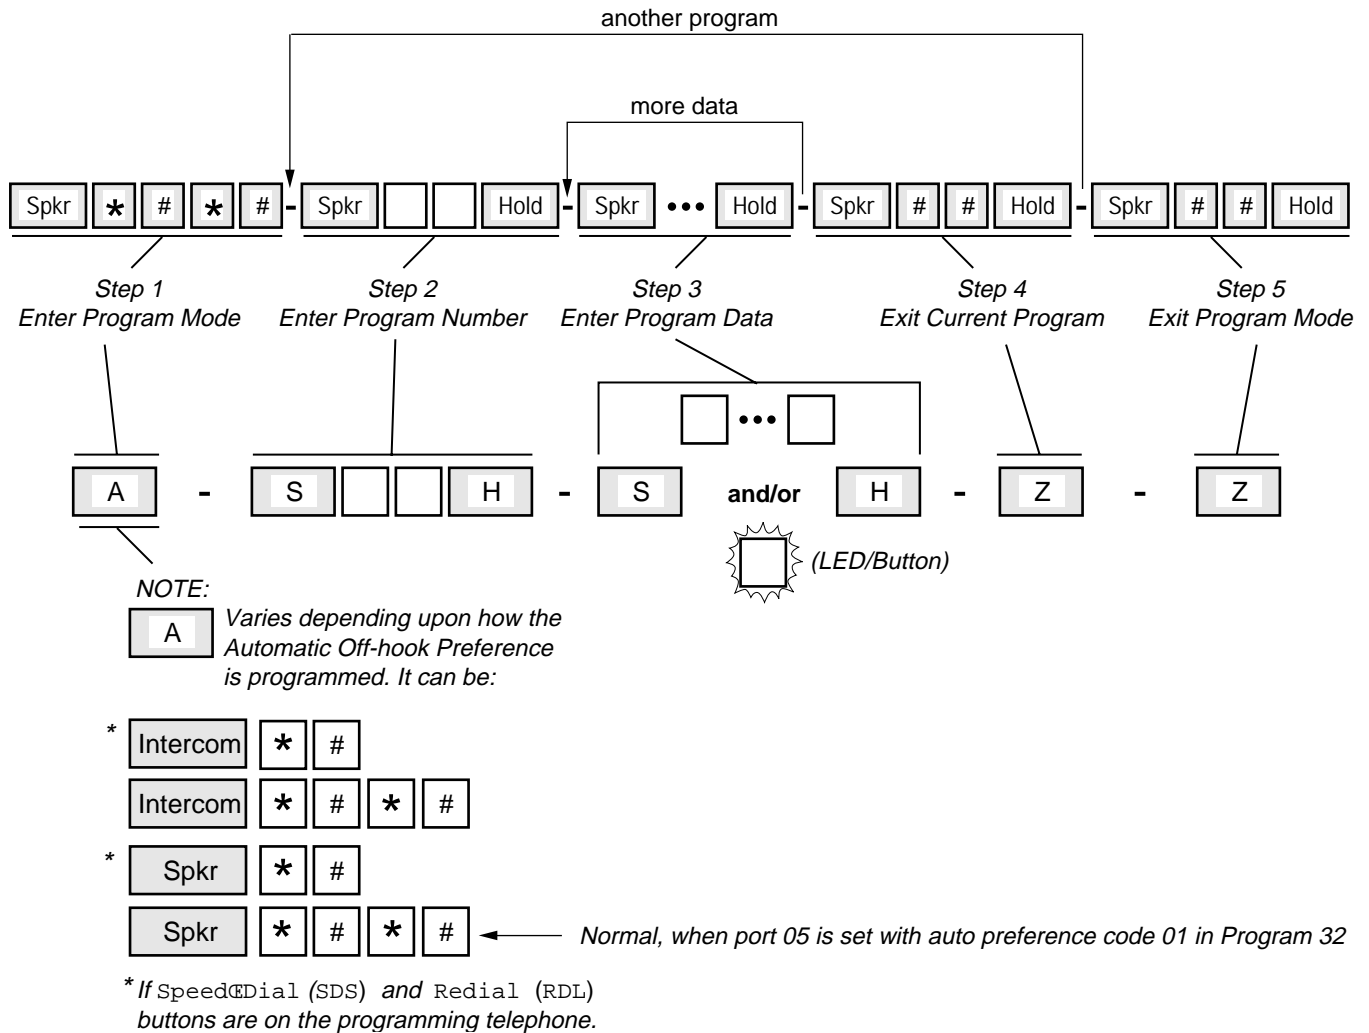 another program
more data
Spkr * # * # - Spkr Hold - Spkr ••• Hold - Spkr # # Hold - Spkr # # Hold
Step 1
Enter Program Mode
Step 2
Enter Program Number
Step 3
Enter Program Data
Step 4
Exit Current Program
Step 5
Exit Program Mode
•••
A - S H - S and/or H - Z - Z
(LED/Button)
NOTE:
A Varies depending upon how the
Automatic Off-hook Preference
is programmed. It can be:
* Intercom * #
Intercom * # * #
* Spkr * #
Spkr * # * # Normal, when port 05 is set with auto preference code 01 in Program 32
* If SpeedŒDial (SDS) and Redial (RDL)
buttons are on the programming telephone.